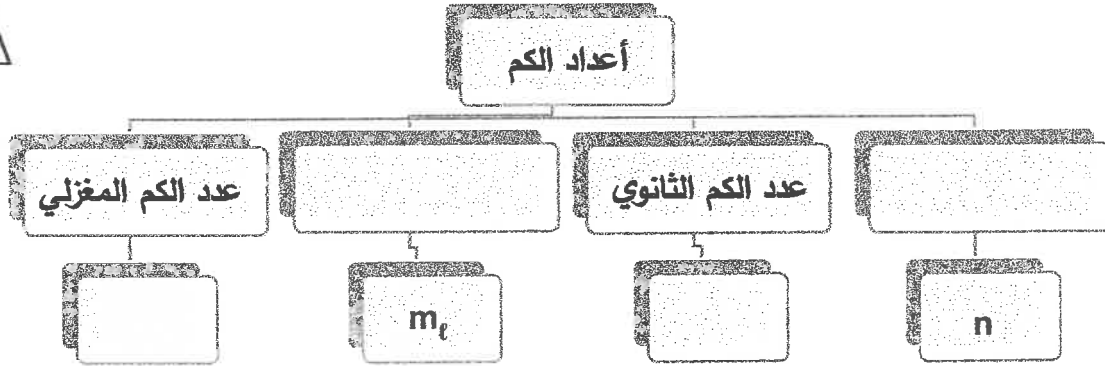 أعداد الكم
عدد الكم الثانوي
عدد الكم المغزلي
n
mℓ